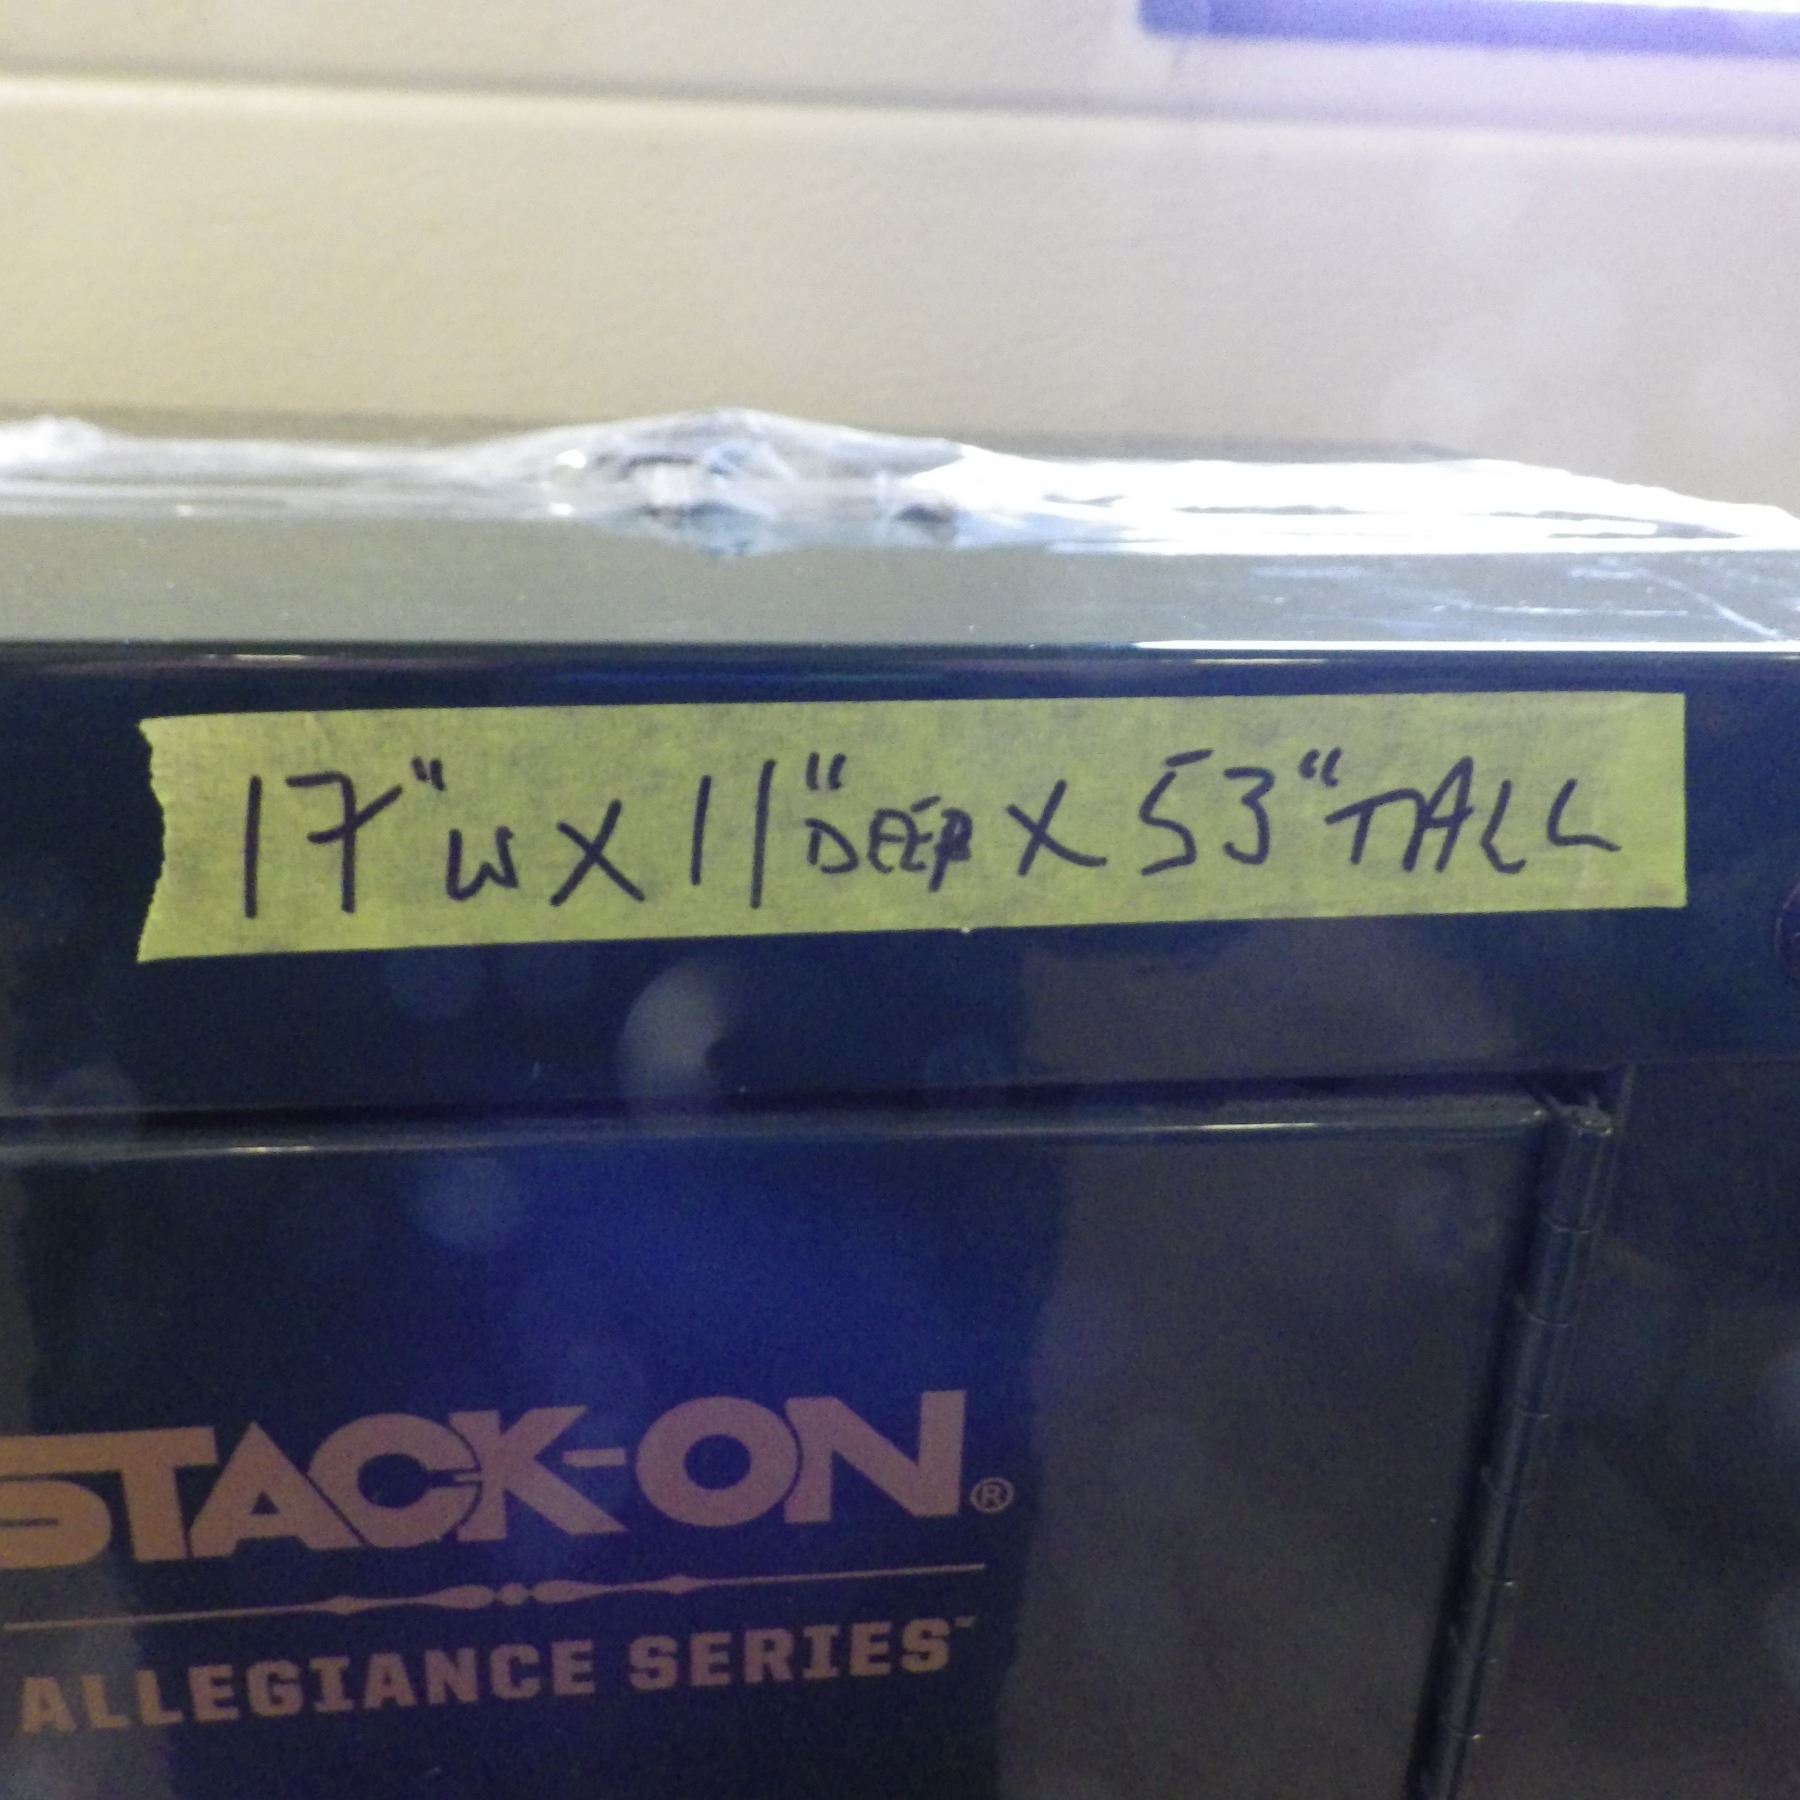 17" W X 11" DEEP X 53" TALL
STACK-ON®
ALLEGIANCE SERIES™